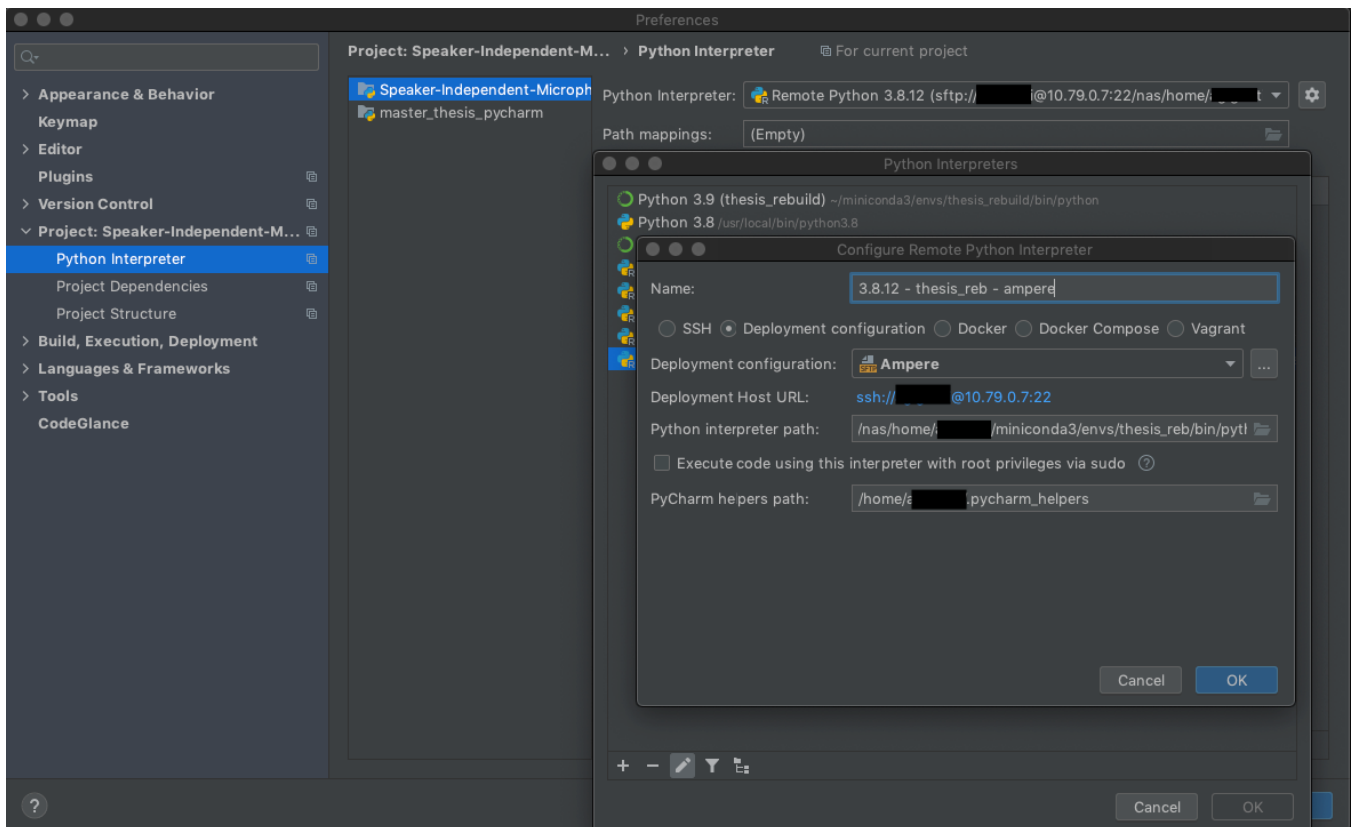 Preferences
Project: Speaker-Independent-M... › Python Interpreter For current project
Appearance & Behavior
Keymap
Editor
Plugins
Version Control
Project: Speaker-Independent-M...
Python Interpreter
Project Dependencies
Project Structure
Build, Execution, Deployment
Languages & Frameworks
Tools
CodeGlance
Speaker-Independent-Microph
master_thesis_pycharm
Python Interpreter: Remote Python 3.8.12 (sftp:// i@10.79.0.7:22/nas/home/ t
Path mappings: (Empty)
Python Interpreters
Python 3.9 (thesis_rebuild) ~/miniconda3/envs/thesis_rebuild/bin/python
Python 3.8 /usr/local/bin/python3.8
Configure Remote Python Interpreter
Name: 3.8.12 - thesis_reb - ampere
SSH Deployment configuration Docker Docker Compose Vagrant
Deployment configuration: Ampere ...
Deployment Host URL: ssh:// @10.79.0.7:22
Python interpreter path: /nas/home/ /miniconda3/envs/thesis_reb/bin/pyt
Execute code using this interpreter with root privileges via sudo ?
PyCharm helpers path: /home/a .pycharm_helpers
Cancel OK
Cancel OK
?